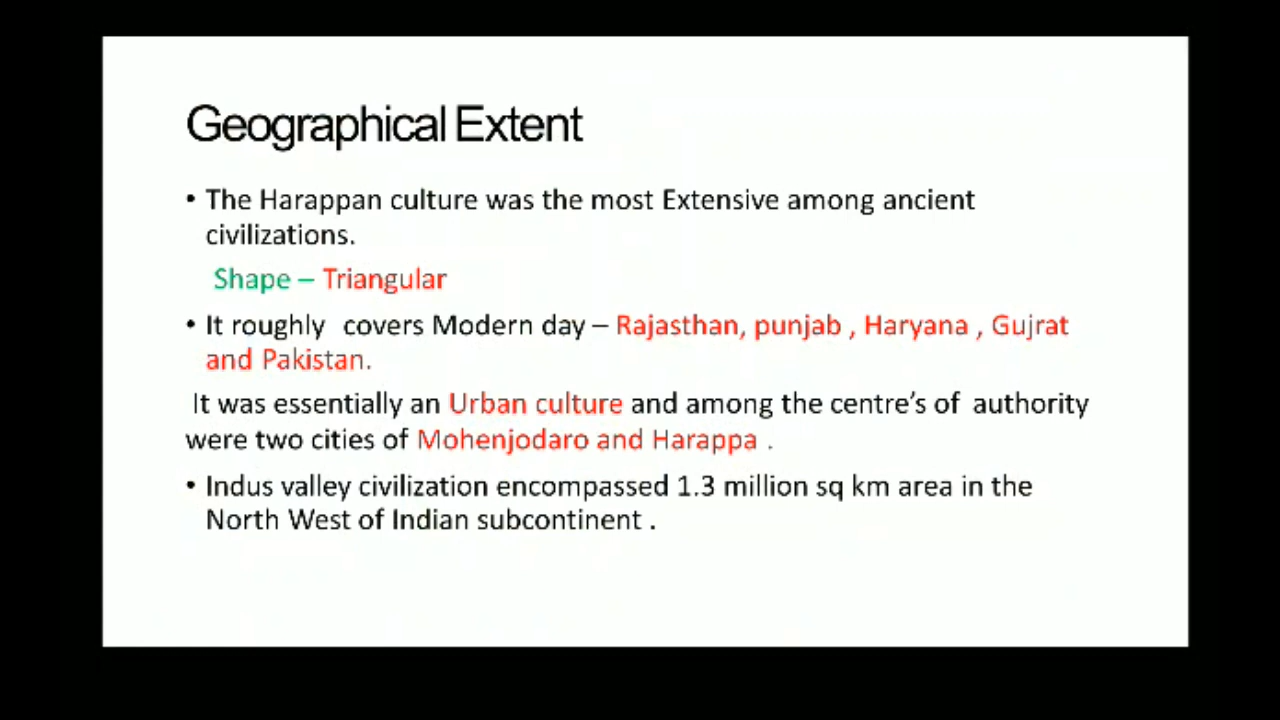 Geographical Extent
• The Harappan culture was the most Extensive among ancient
civilizations.
Shape – Triangular
• It roughly covers Modern day – Rajasthan, punjab , Haryana , Gujrat
and Pakistan.
It was essentially an Urban culture and among the centre's of authority
were two cities of Mohenjodaro and Harappa .
• Indus valley civilization encompassed 1.3 million sq km area in the
North West of Indian subcontinent .